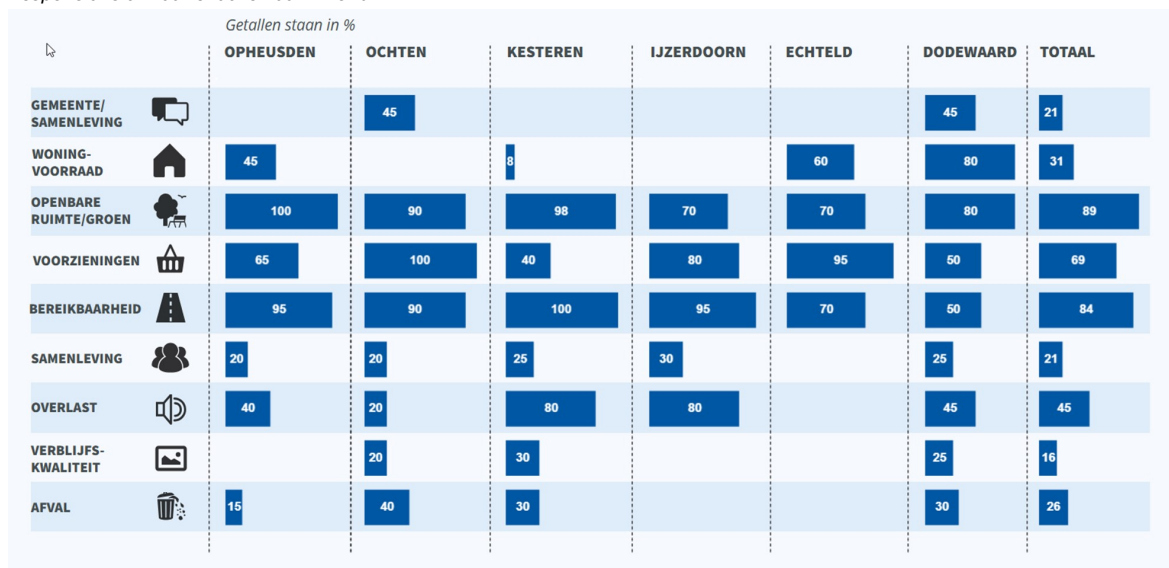 Getallen staan in %
OPHEUSDEN OCHTEN KESTEREN IJZERDOORN ECHTELD DODEWAARD TOTAAL
GEMEENTE/
SAMENLEVING 45 45 21
WONING-
VOORRAAD 45 8 60 80 31
OPENBARE
RUIMTE/GROEN 100 90 98 70 70 80 89
VOORZIENINGEN 65 100 40 80 95 50 69
BEREIKBAARHEID 95 90 100 95 70 50 84
SAMENLEVING 20 20 25 30 25 21
OVERLAST 40 20 80 80 45 45
VERBLIJFS-
KWALITEIT 20 30 25 16
AFVAL 15 40 30 30 26